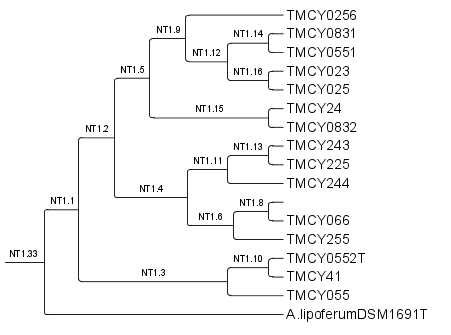 TMCY0256
NT1.9
NT1.14
TMCY0831
NT1.12
TMCY0551
NT1.5
NT1.16
TMCY023
TMCY025
NT1.15
TMCY24
NT1.2
TMCY0832
NT1.13
TMCY243
NT1.11
TMCY225
NT1.4
TMCY244
NT1.8
NT1.1
NT1.6
TMCY066
TMCY255
NT1.33
NT1.10
TMCY0552T
NT1.3
TMCY41
TMCY055
A.lipoferumDSM1691T